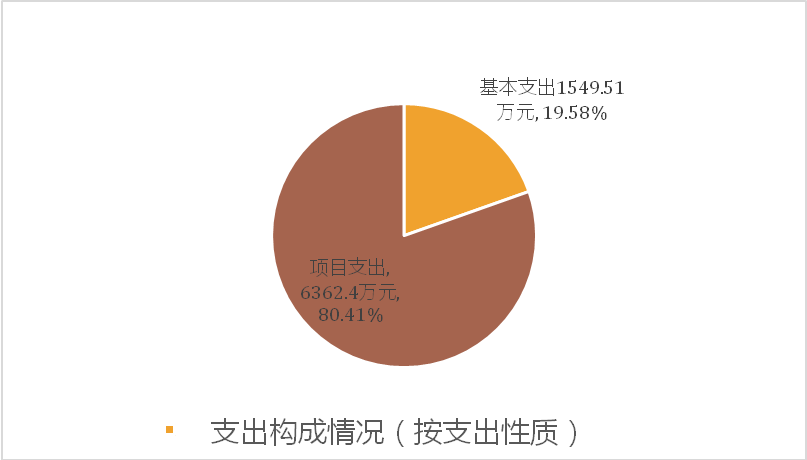 基本支出1549.51
万元, 19.58%
项目支出,
6362.4万元,
80.41%
支出构成情况（按支出性质）